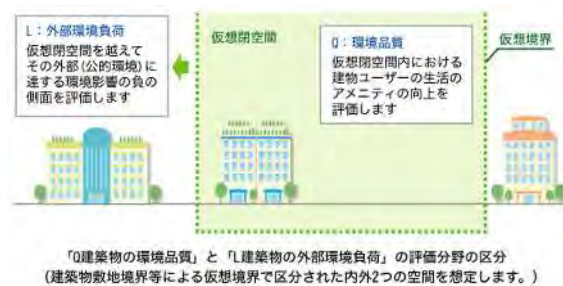 L：外部環境負荷
仮想閉空間を越えて
その外部(公的環境)に
達する環境影響の負の
側面を評価します
仮想閉空間
Q：環境品質
仮想閉空間内における
建物ユーザーの生活の
アメニティの向上を
評価します
仮想境界
「Q建築物の環境品質」と「L建築物の外部環境負荷」の評価分野の区分
（建築物敷地境界等による仮想境界で区分された内外2つの空間を想定します。）